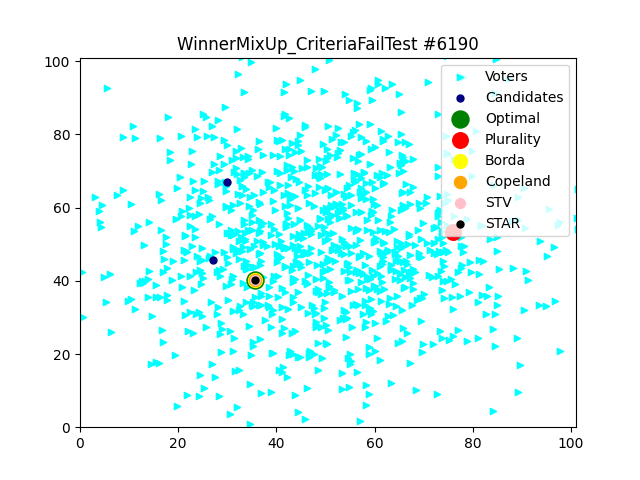 WinnerMixUp_CriteriaFailTest #6190
100
80
60
40
20
0
0
20
40
60
80
100
Voters
Candidates
Optimal
Plurality
Borda
Copeland
STV
STAR